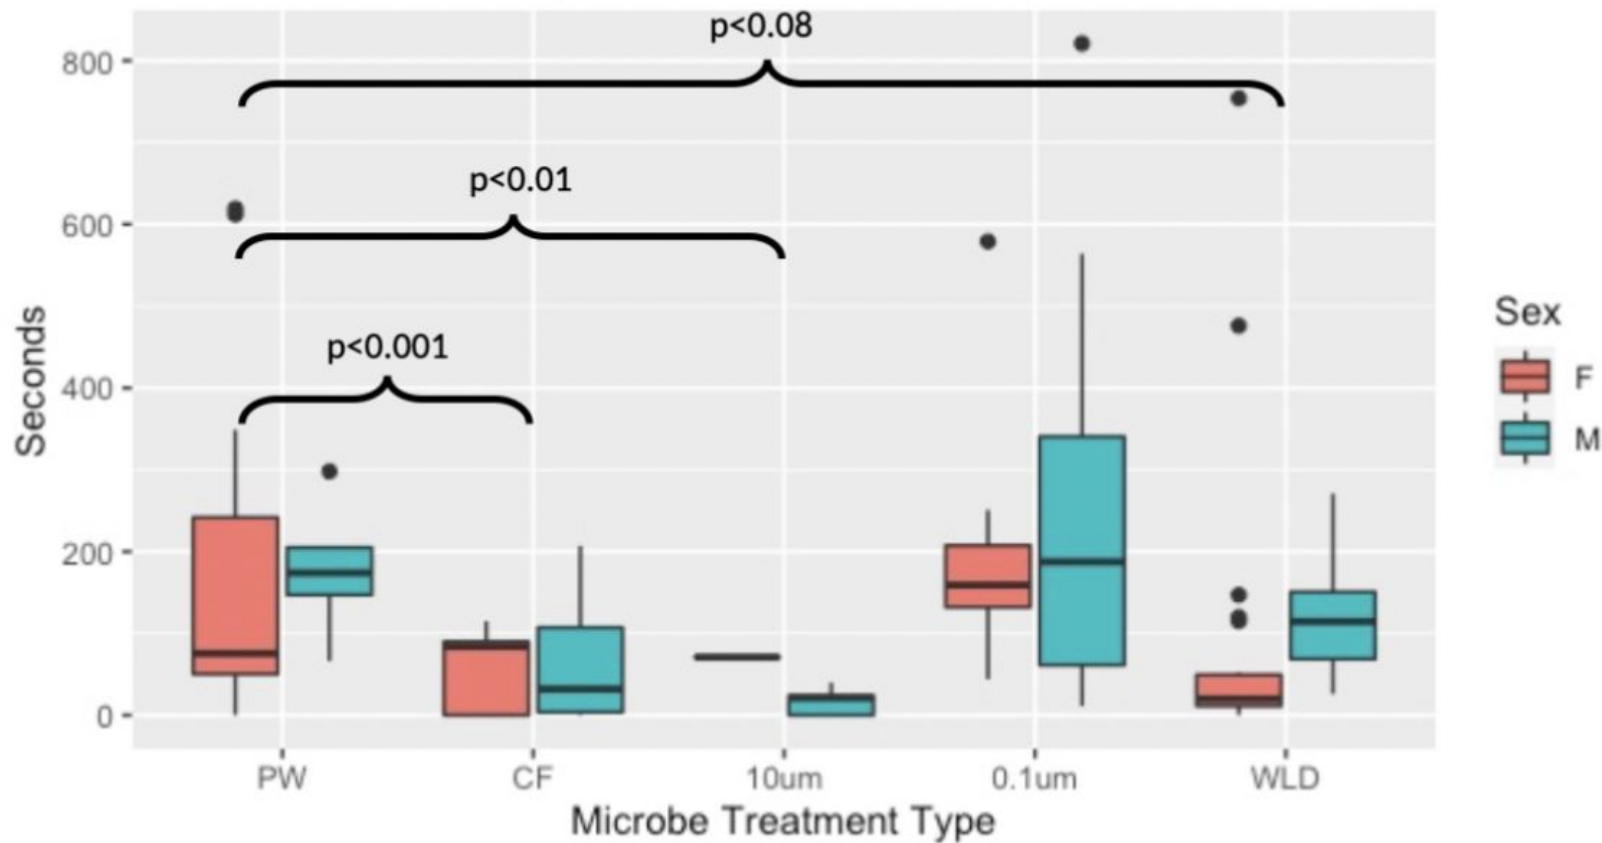 p<0.08
800
p<0.01
600
p<0.001
400
200
0
Seconds
PW CF 10um 0.1um WLD
Microbe Treatment Type
Sex
F
M